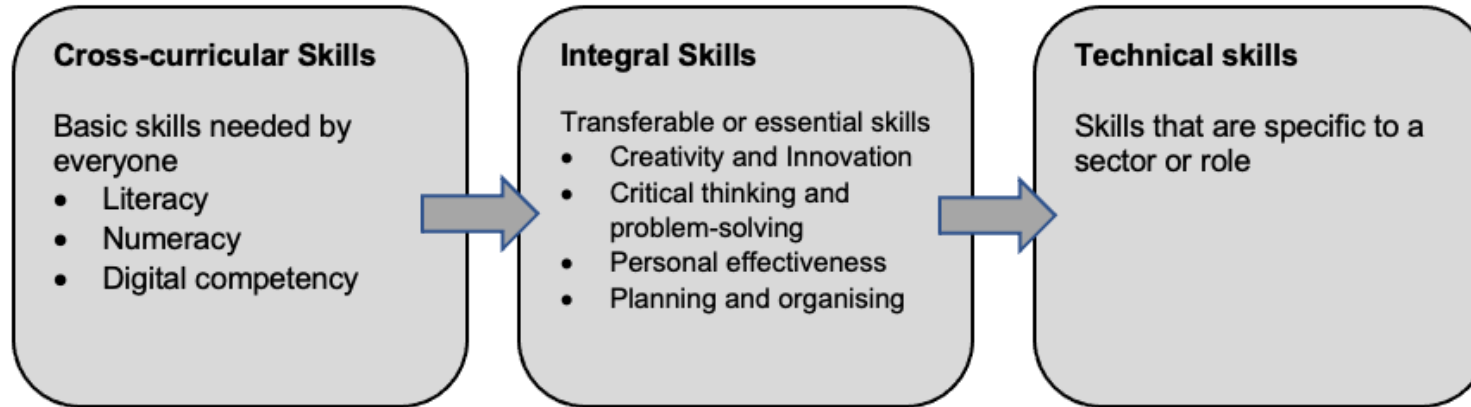 Cross-curricular Skills
Basic skills needed by
everyone
• Literacy
• Numeracy
• Digital competency
Integral Skills
Transferable or essential skills
• Creativity and Innovation
• Critical thinking and
problem-solving
• Personal effectiveness
• Planning and organising
Technical skills
Skills that are specific to a
sector or role